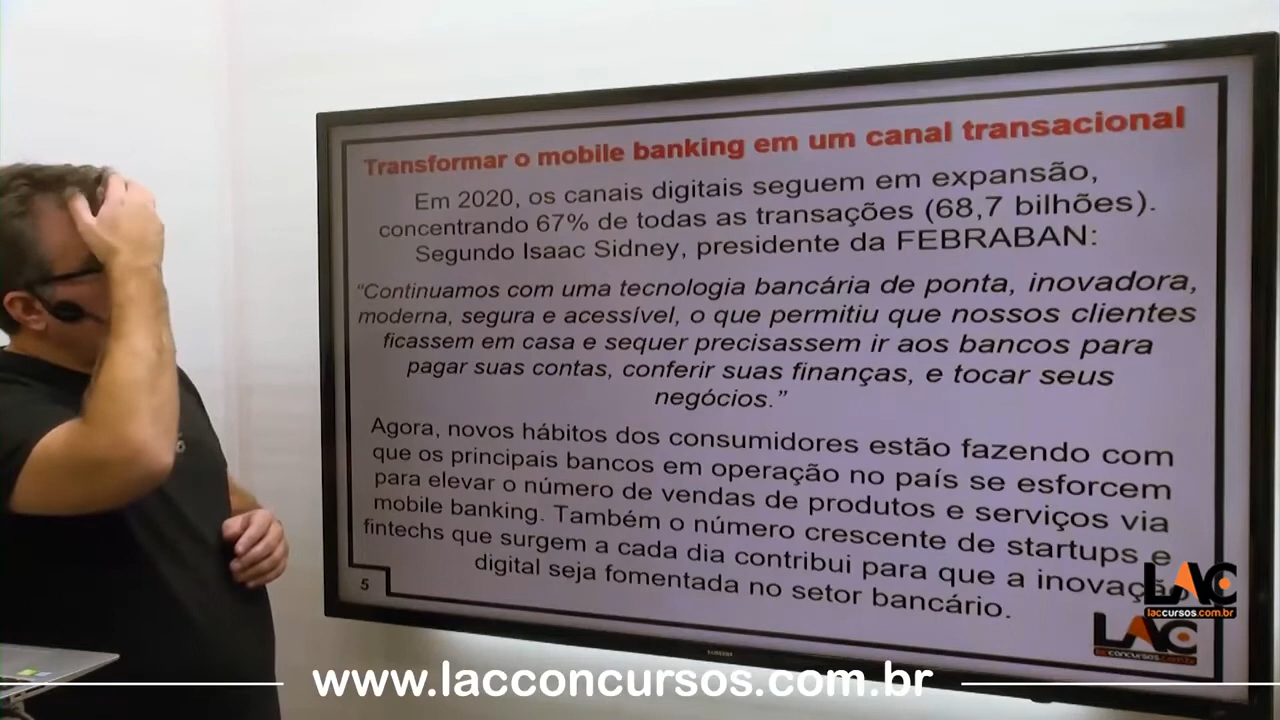 Transformar o mobile banking em um canal transacional
Em 2020, os canais digitais seguem em expansão,
concentrando 67% de todas as transações (68,7 bilhões).
Segundo Isaac Sidney, presidente da FEBRABAN:
“Continuamos com uma tecnologia bancária de ponta, inovadora,
moderna, segura e acessível, o que permitiu que nossos clientes
ficassem em casa e sequer precisassem ir aos bancos para
pagar suas contas, conferir suas finanças, e tocar seus
negócios.”
Agora, novos hábitos dos consumidores estão fazendo com
que os principais bancos em operação no país se esforcem
para elevar o número de vendas de produtos e serviços via
mobile banking. Também o número crescente de startups e
fintechs que surgem a cada dia contribui para que a inovação
digital seja fomentada no setor bancário.
5
LAC
laccursos.com.br
LAC
lacconcursos.com.br
SAMSUNG
www.lacconcursos.com.br